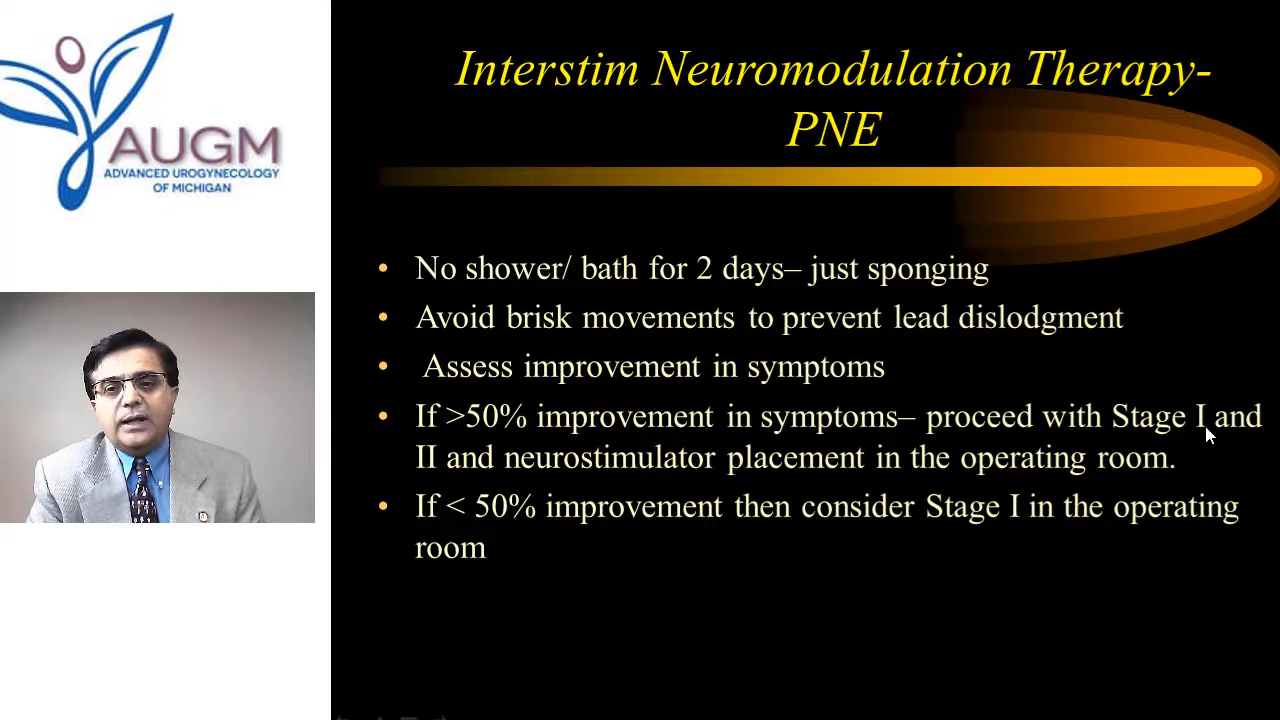 AUGM
ADVANCED UROGYNECOLOGY
OF MICHIGAN
Interstim Neuromodulation Therapy-
PNE
• No shower/ bath for 2 days– just sponging
• Avoid brisk movements to prevent lead dislodgment
• Assess improvement in symptoms
• If >50% improvement in symptoms– proceed with Stage I and
II and neurostimulator placement in the operating room.
• If < 50% improvement then consider Stage I in the operating
room